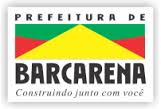 PREFEITURA DE
BARCARENA
Construindo junto com você